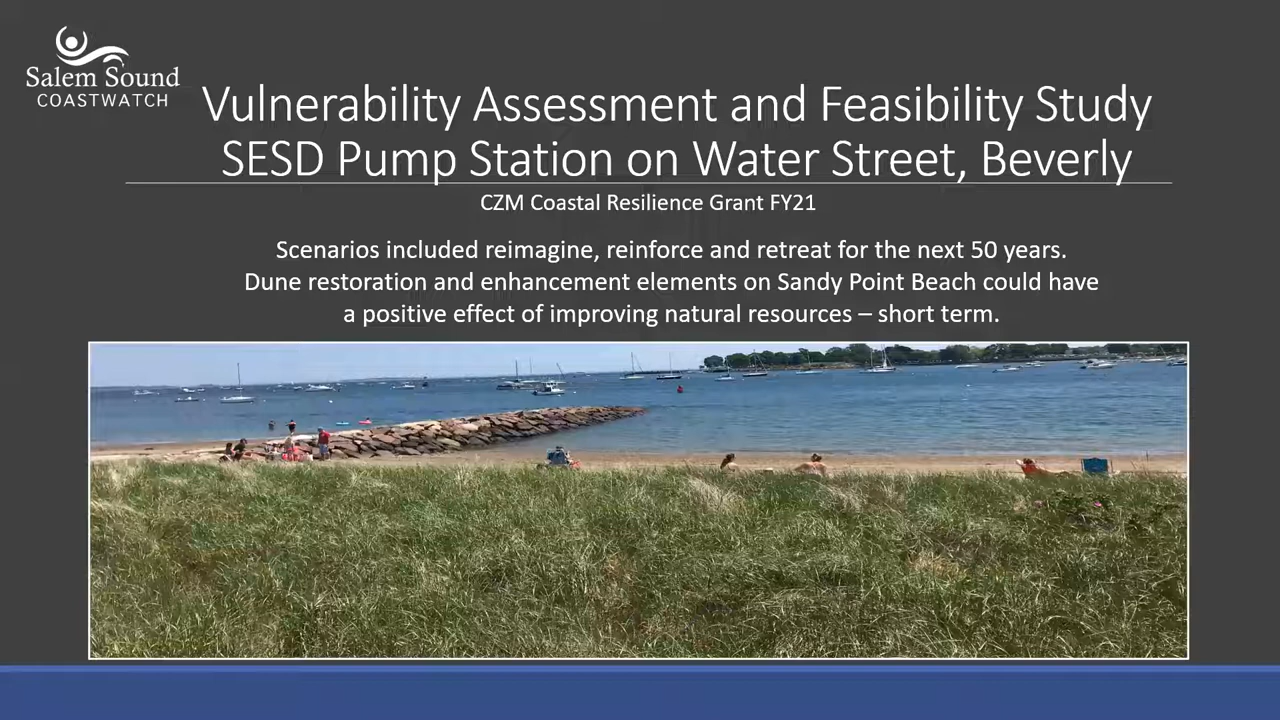 Salem Sound
COASTWATCH
Vulnerability Assessment and Feasibility Study
SESD Pump Station on Water Street, Beverly
CZM Coastal Resilience Grant FY21
Scenarios included reimagine, reinforce and retreat for the next 50 years.
Dune restoration and enhancement elements on Sandy Point Beach could have
a positive effect of improving natural resources – short term.